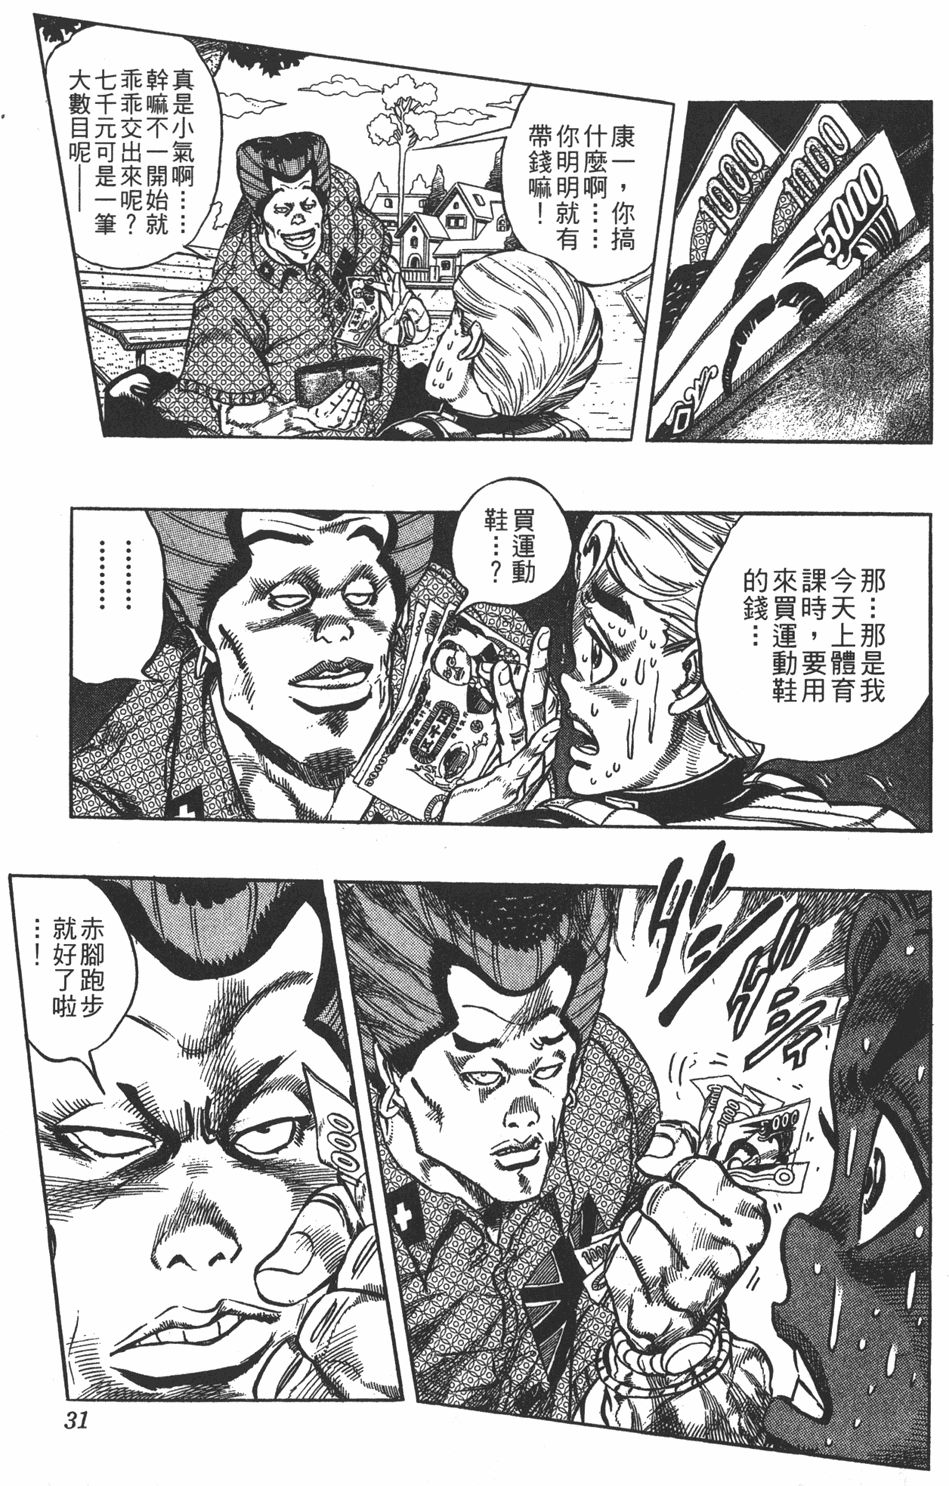 1000
1000
5000
康一，你搞
什麼啊……
你明明就有
帶錢嘛！
真是小氣啊……
幹嘛不一開始就
乖乖交出來呢？
七千元可是一筆
大數目呢——
那…那是我
今天上體育
課時，要用
來買運動鞋
的錢…
買運動
鞋…？
…………
…………
赤腳跑步
就好了啦
…！
31